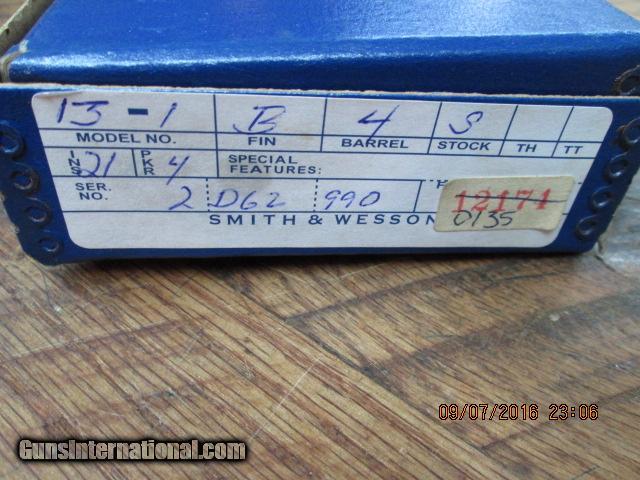 13-1 B 4 S
MODEL NO. FIN BARREL STOCK TH TT
INS 21 PKR 4 SPECIAL FEATURES:
SER. NO. 2 D62 990
SMITH & WESSON
12171
0135
09/07/2016 23:06
GunsInternational.com